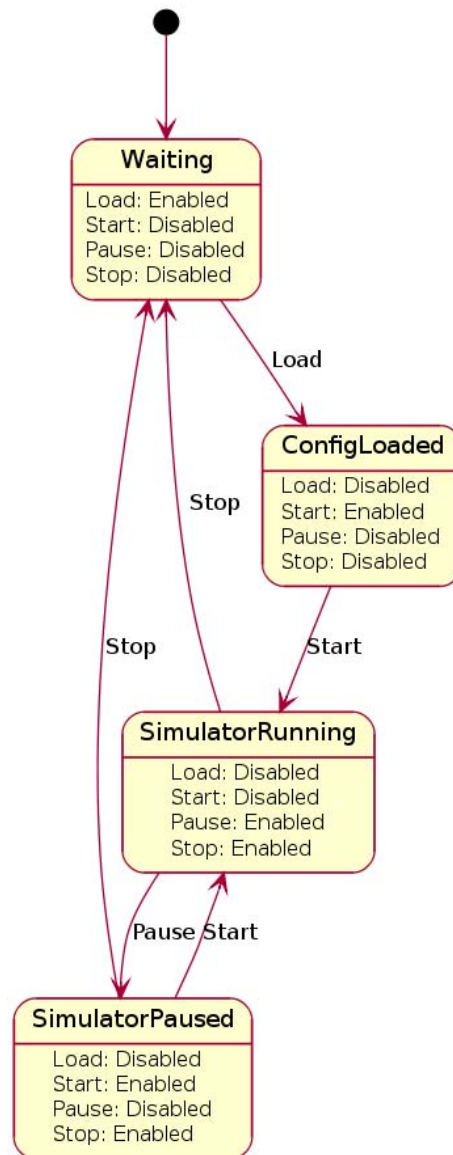 Waiting
Load: Enabled
Start: Disabled
Pause: Disabled
Stop: Disabled
Load
ConfigLoaded
Load: Disabled
Start: Enabled
Pause: Disabled
Stop: Disabled
Stop
Stop
Start
SimulatorRunning
Load: Disabled
Start: Disabled
Pause: Enabled
Stop: Enabled
Pause
Start
SimulatorPaused
Load: Disabled
Start: Enabled
Pause: Disabled
Stop: Enabled